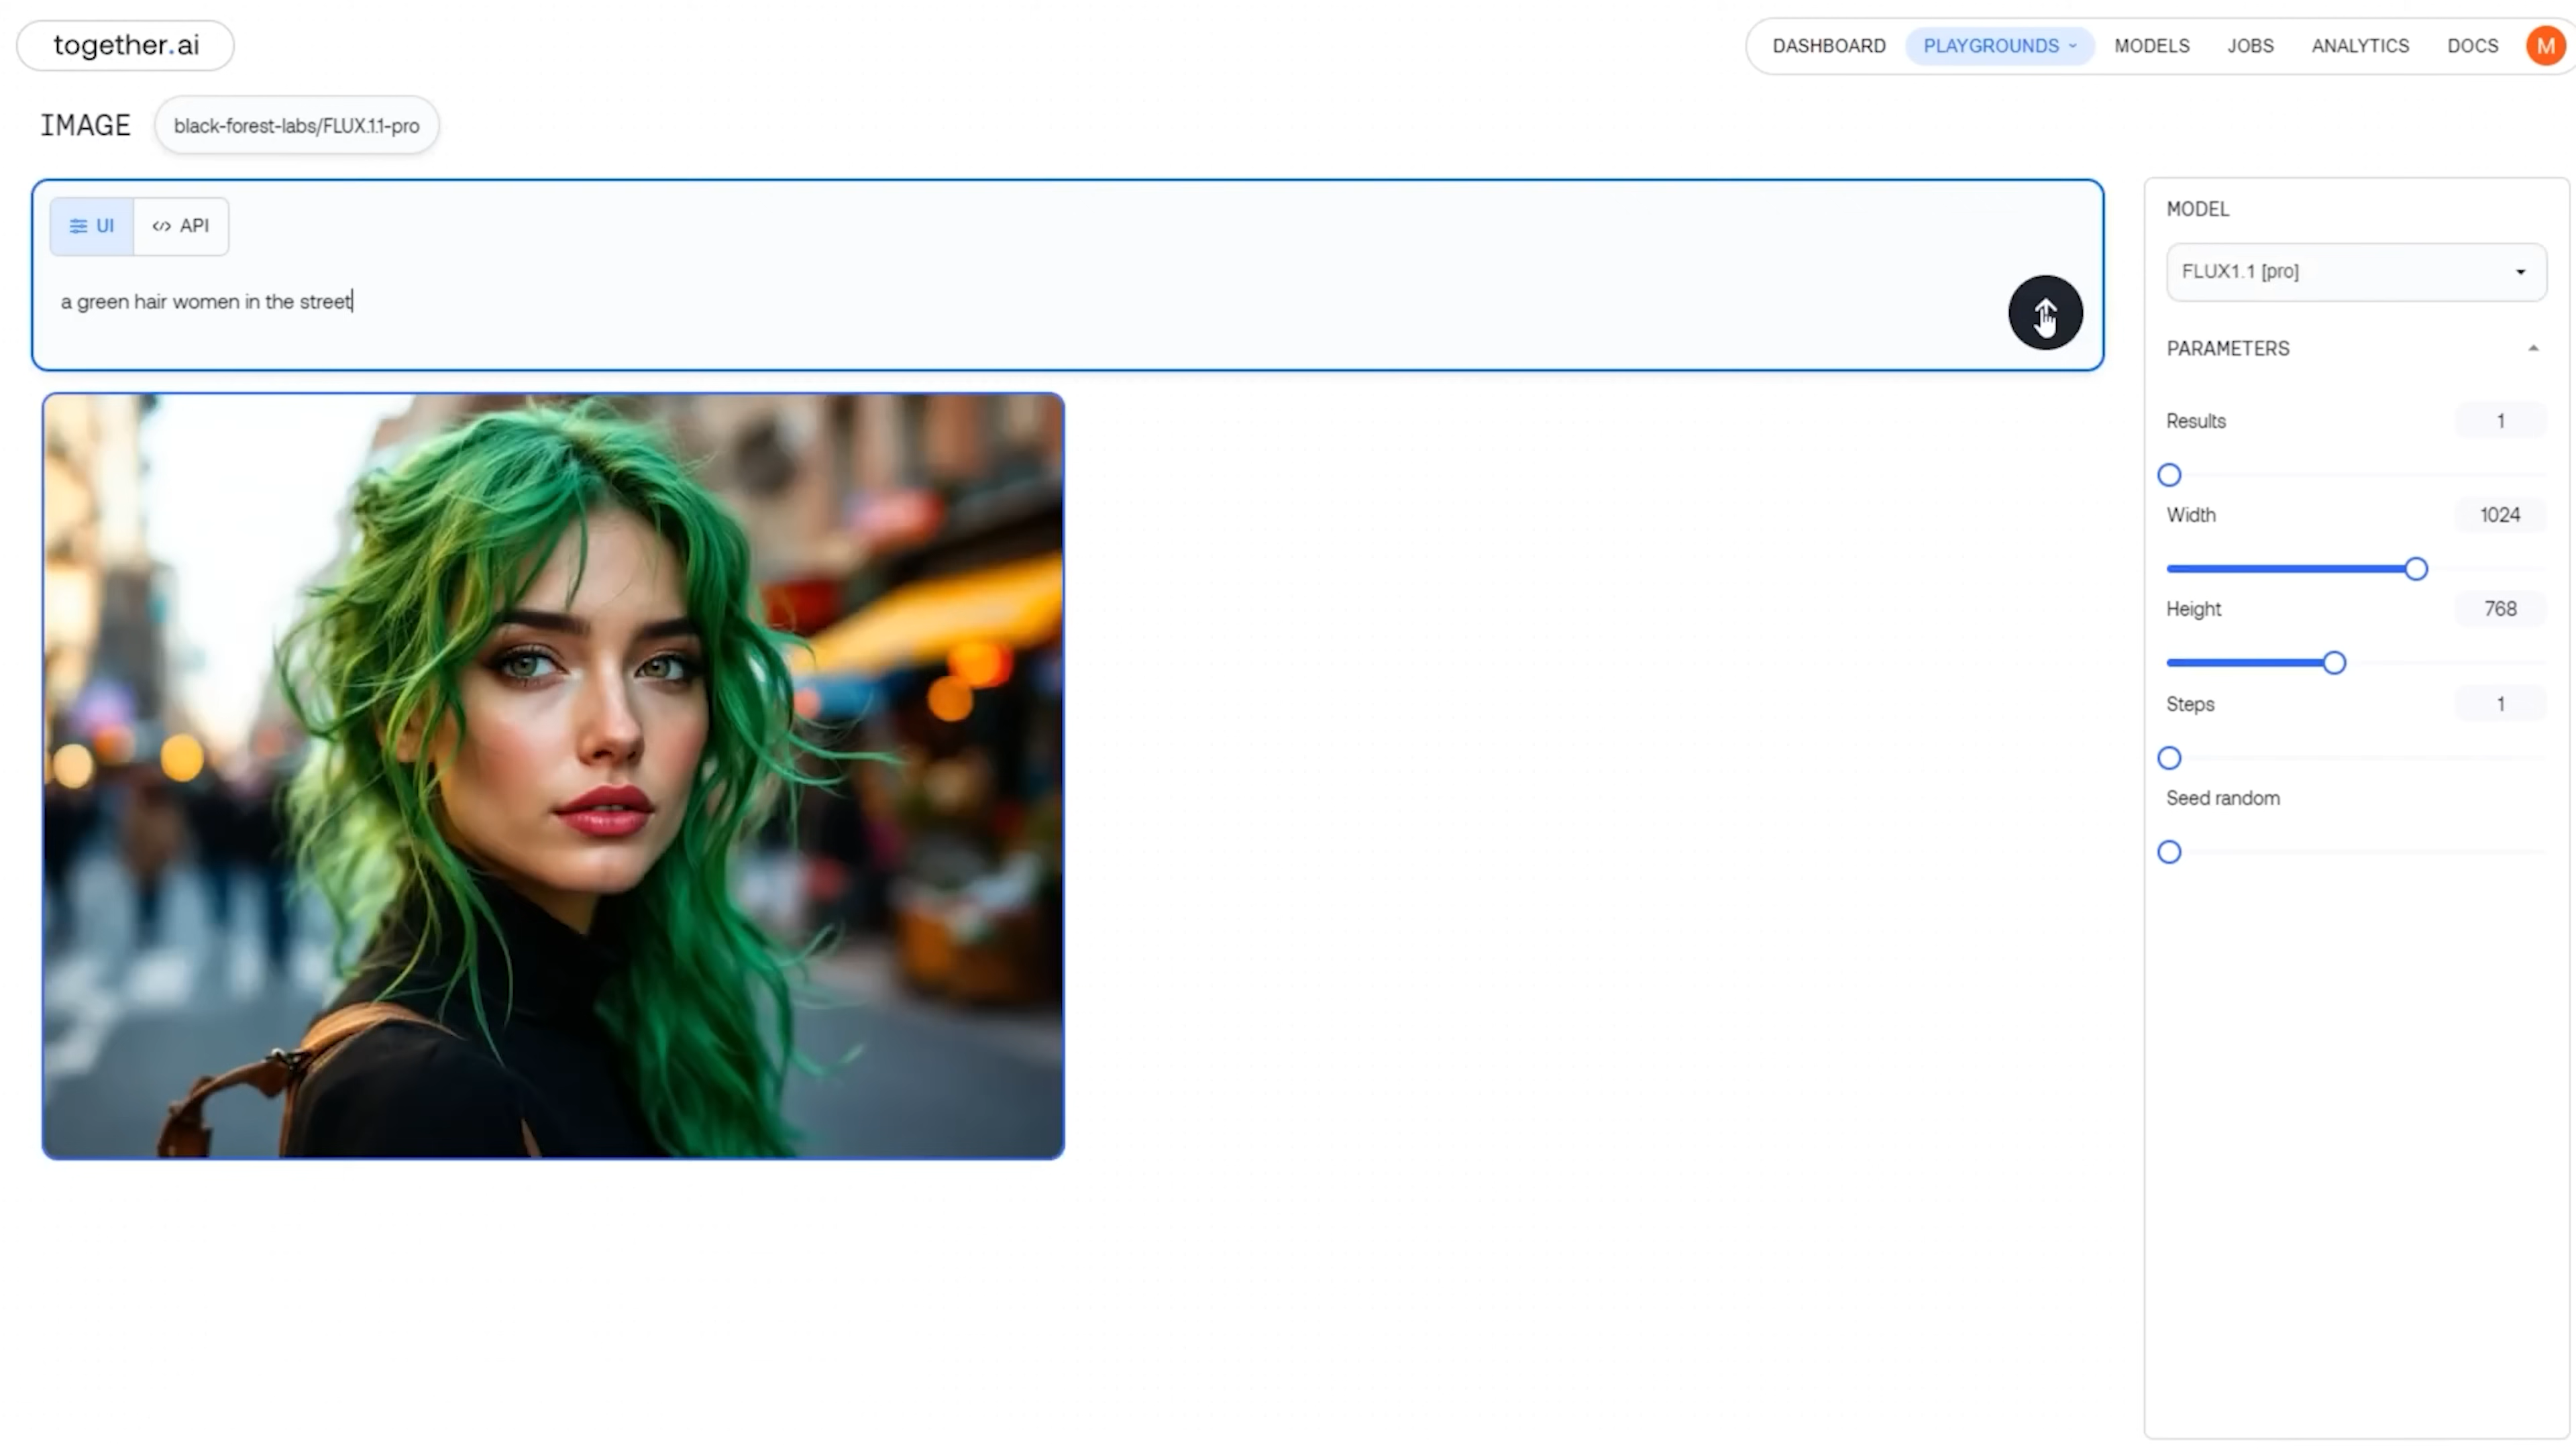 together.ai
DASHBOARD PLAYGROUNDS MODELS JOBS ANALYTICS DOCS M
IMAGE black-forest-labs/FLUX.1.1-pro
UI API
a green hair women in the street
MODEL
FLUX1.1 [pro]
PARAMETERS
Results 1
Width 1024
Height 768
Steps 1
Seed random